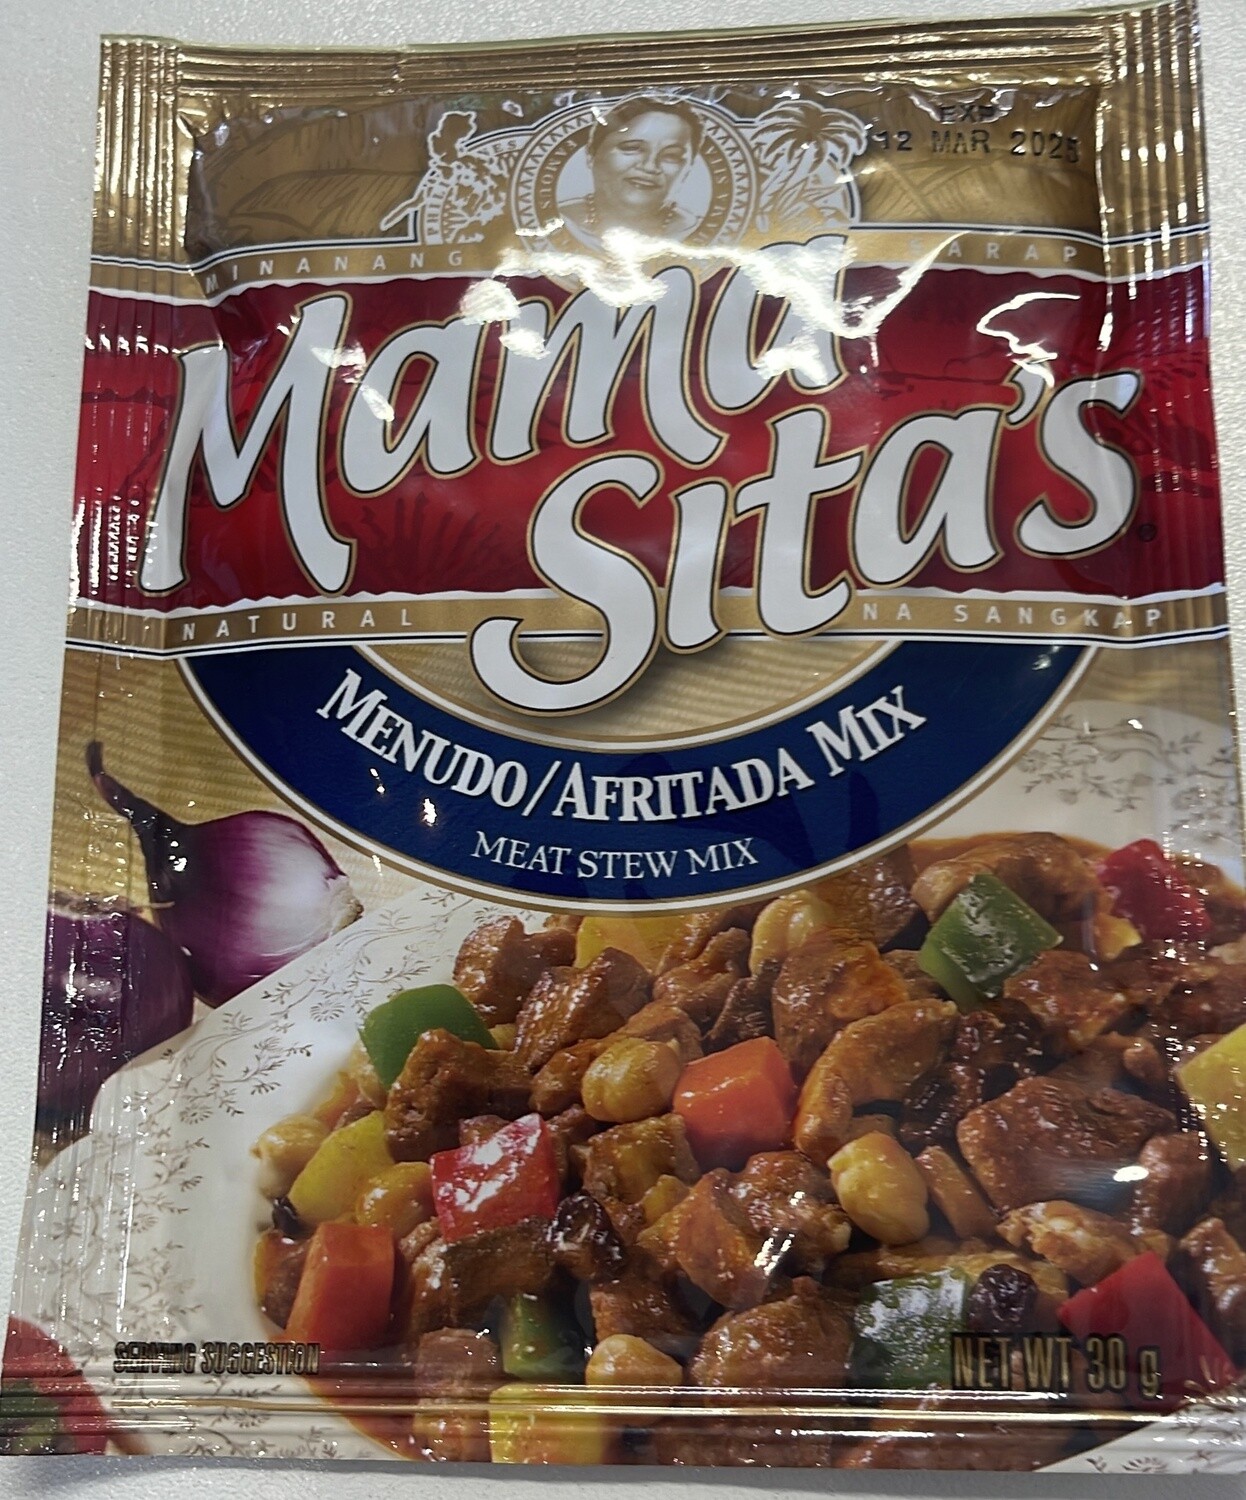 EXP
12 MAR 2025
PHILIPPINES
MINANANG SARAP
Mama
Sita's
®
NATURAL NA SANGKAP
MENUDO/AFRITADA MIX
MEAT STEW MIX
SERVING SUGGESTION
NET WT 30 g